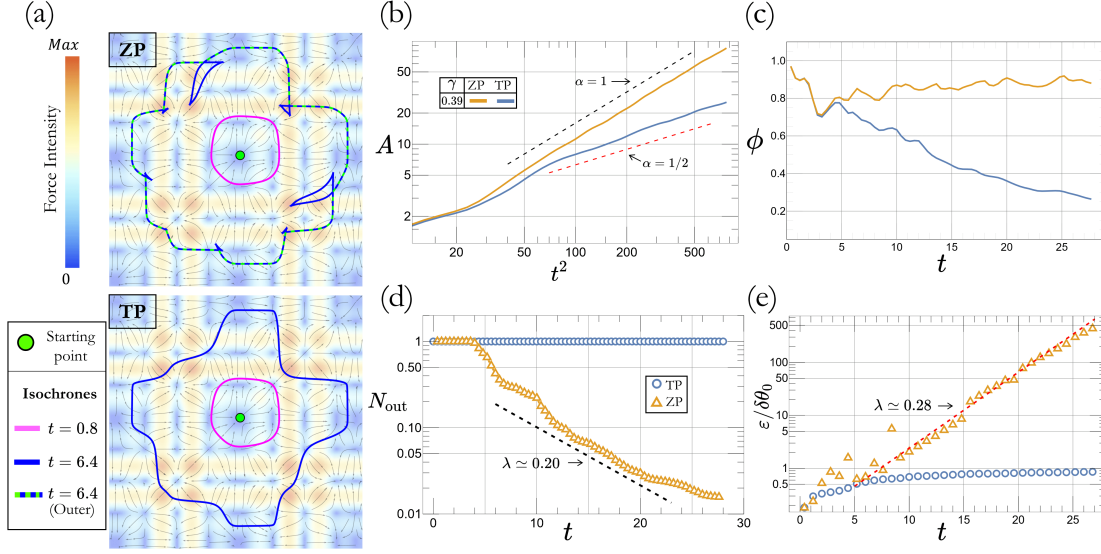 (a)
Max
Force Intensity
0
ZP
TP
Starting
point
Isochrones
t = 0.8
t = 6.4
t = 6.4
(Outer)
(b)
A
50
20
10
5
2
20
50
100
200
500
t²
γ ZP TP
0.39
α = 1
α = 1/2
(c)
ϕ
1.0
0.8
0.6
0.4
0.2
0
5
10
15
20
25
t
(d)
N_out
1
0.50
0.10
0.05
0.01
0
10
20
30
t
TP
ZP
λ ≃ 0.20
(e)
ε/δθ₀
500
100
50
10
5
1
0.5
0
5
10
15
20
25
t
λ ≃ 0.28